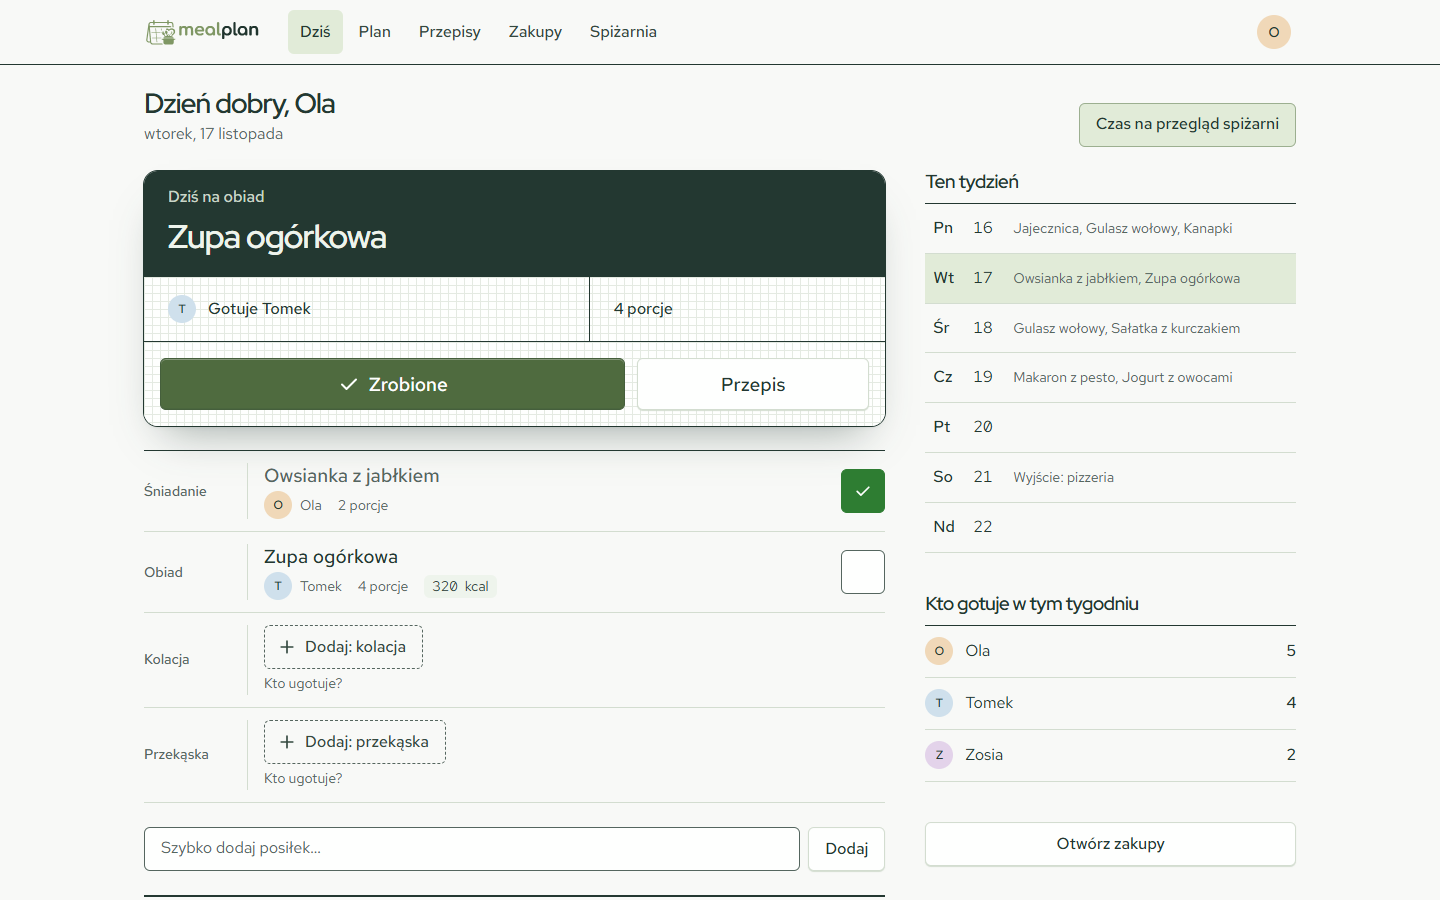 mealplan
Dziś
Plan
Przepisy
Zakupy
Spiżarnia
O
Dzień dobry, Ola
wtorek, 17 listopada
Czas na przegląd spiżarni
Dziś na obiad
Zupa ogórkowa
T Gotuje Tomek
4 porcje
Zrobione
Przepis
Śniadanie
Owsianka z jabłkiem
O Ola 2 porcje
Obiad
Zupa ogórkowa
T Tomek 4 porcje 320 kcal
Kolacja
Dodaj: kolacja
Kto ugotuje?
Przekąska
Dodaj: przekąska
Kto ugotuje?
Szybko dodaj posiłek...
Dodaj
Ten tydzień
Pn 16 Jajecznica, Gulasz wołowy, Kanapki
Wt 17 Owsianka z jabłkiem, Zupa ogórkowa
Śr 18 Gulasz wołowy, Sałatka z kurczakiem
Cz 19 Makaron z pesto, Jogurt z owocami
Pt 20
So 21 Wyjście: pizzeria
Nd 22
Kto gotuje w tym tygodniu
O Ola 5
T Tomek 4
Z Zosia 2
Otwórz zakupy